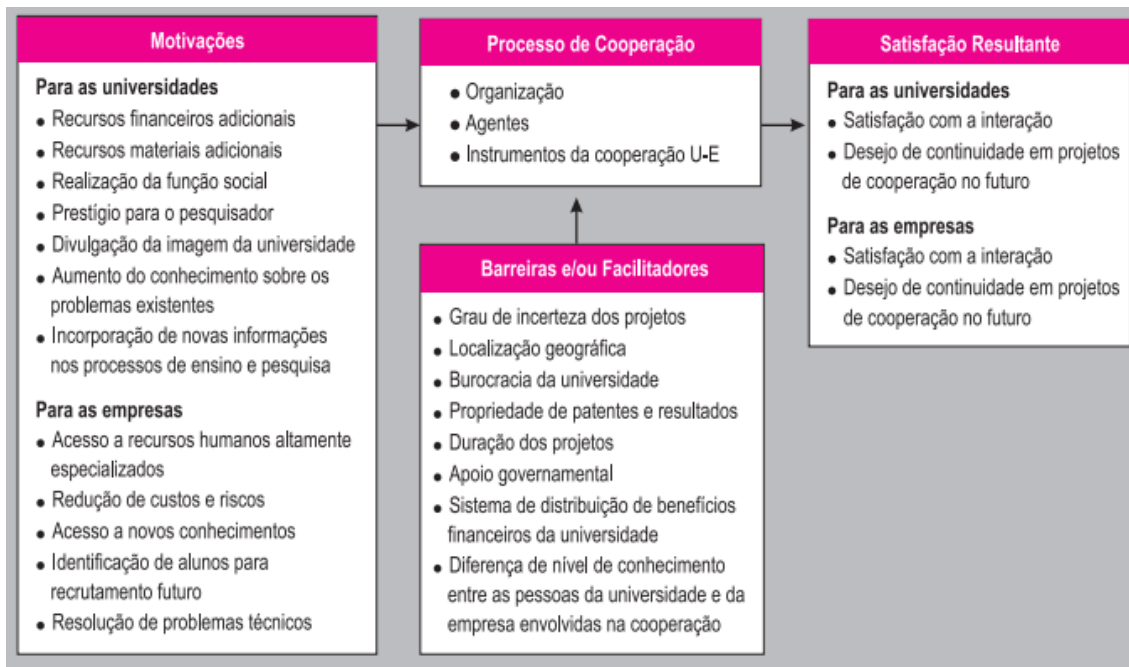 Motivações
Para as universidades
• Recursos financeiros adicionais
• Recursos materiais adicionais
• Realização da função social
• Prestígio para o pesquisador
• Divulgação da imagem da universidade
• Aumento do conhecimento sobre os
problemas existentes
• Incorporação de novas informações
nos processos de ensino e pesquisa
Para as empresas
• Acesso a recursos humanos altamente
especializados
• Redução de custos e riscos
• Acesso a novos conhecimentos
• Identificação de alunos para
recrutamento futuro
• Resolução de problemas técnicos
Processo de Cooperação
• Organização
• Agentes
• Instrumentos da cooperação U-E
Barreiras e/ou Facilitadores
• Grau de incerteza dos projetos
• Localização geográfica
• Burocracia da universidade
• Propriedade de patentes e resultados
• Duração dos projetos
• Apoio governamental
• Sistema de distribuição de benefícios
financeiros da universidade
• Diferença de nível de conhecimento
entre as pessoas da universidade e da
empresa envolvidas na cooperação
Satisfação Resultante
Para as universidades
• Satisfação com a interação
• Desejo de continuidade em projetos
de cooperação no futuro
Para as empresas
• Satisfação com a interação
• Desejo de continuidade em projetos
de cooperação no futuro